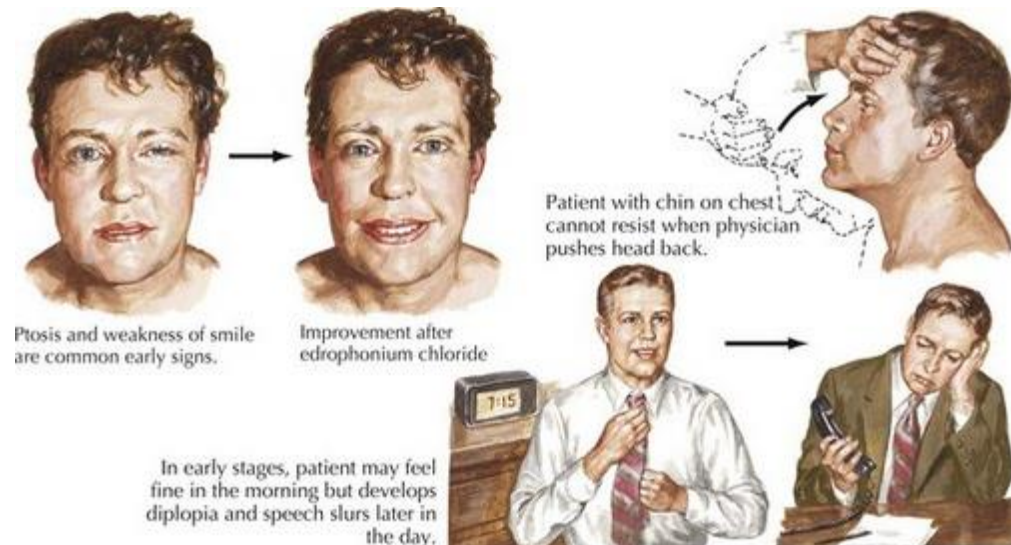 Ptosis and weakness of smile
are common early signs.
Improvement after
edrophonium chloride
Patient with chin on chest
cannot resist when physician
pushes head back.
7:15
In early stages, patient may feel
fine in the morning but develops
diplopia and speech slurs later in
the day.